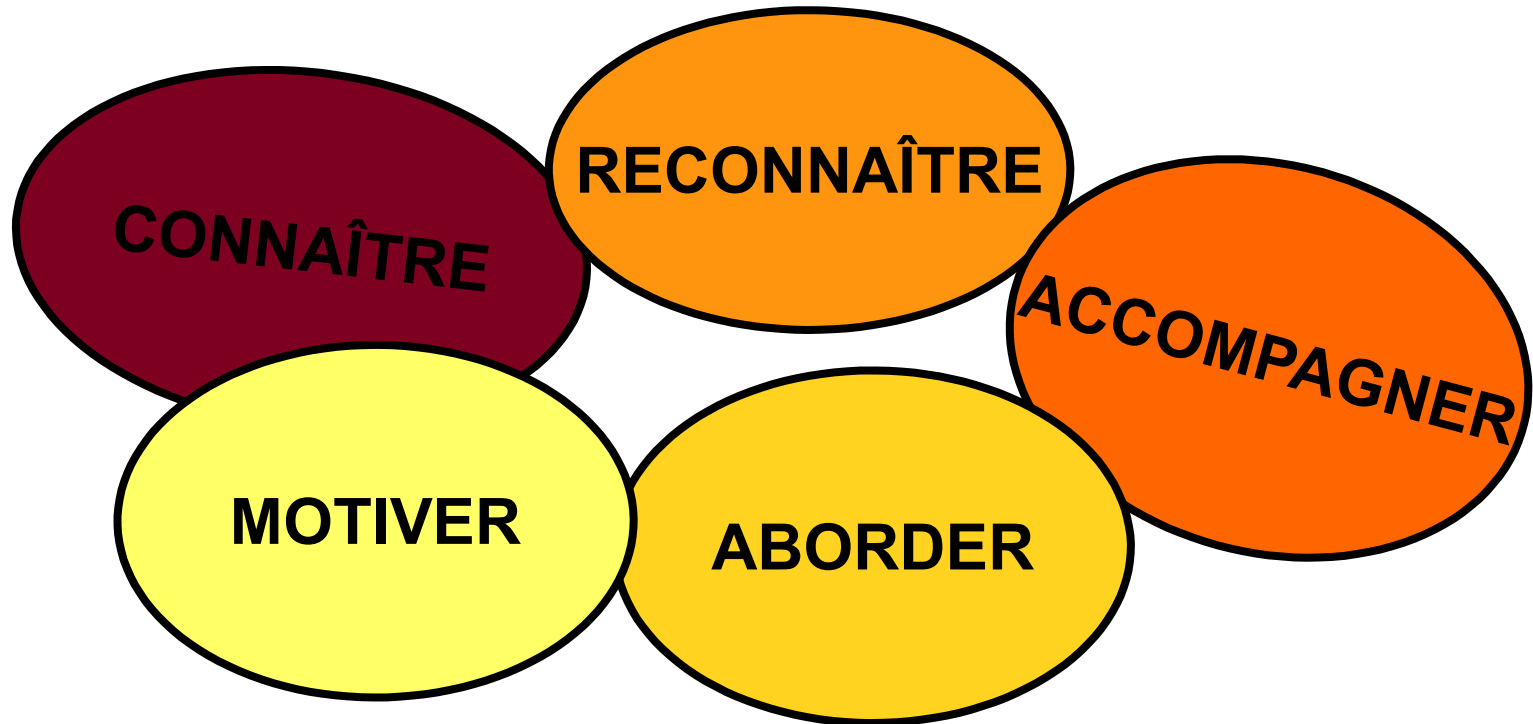 CONNAÎTRE
RECONNAÎTRE
ACCOMPAGNER
MOTIVER
ABORDER